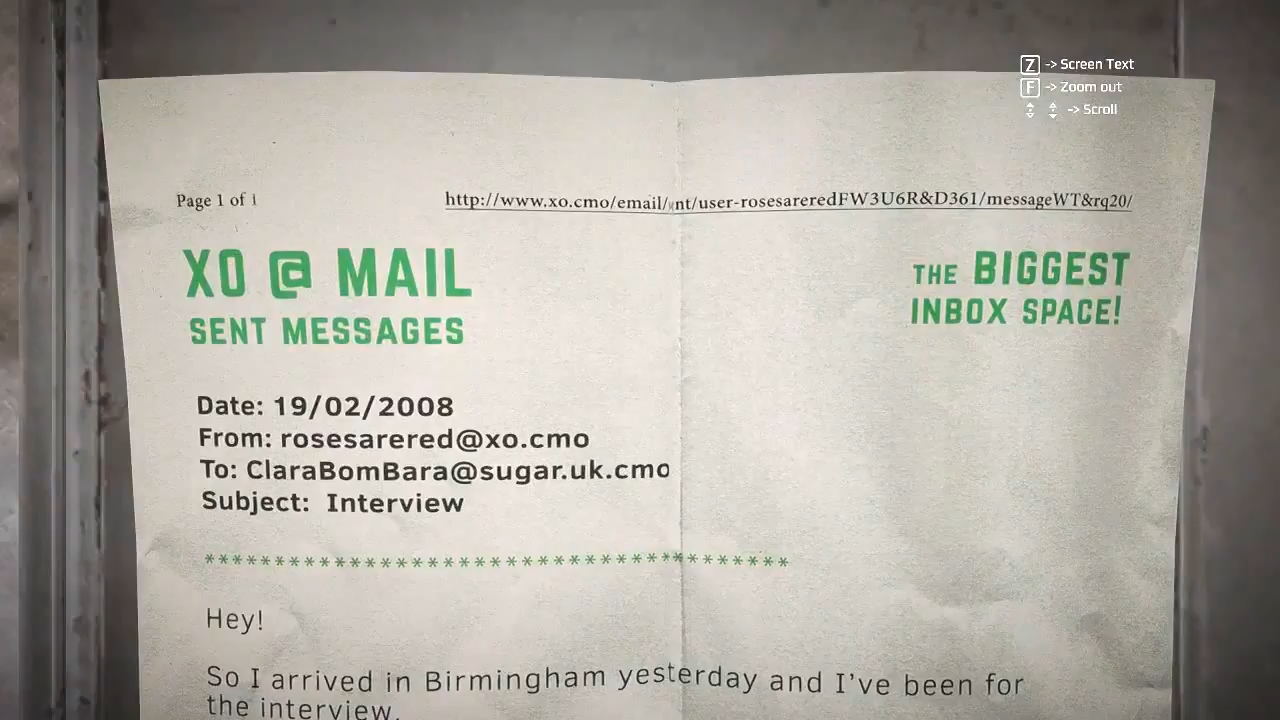 Z -> Screen Text
F -> Zoom out
-> Scroll
Page 1 of 1
http://www.xo.cmo/email/ nt/user-rosesareredFW3U6R&D361/messageWT&rq20/
XO @ MAIL
THE BIGGEST
SENT MESSAGES
INBOX SPACE!
Date: 19/02/2008
From: rosesarered@xo.cmo
To: ClaraBomBara@sugar.uk.cmo
Subject: Interview
******************************************
Hey!
So I arrived in Birmingham yesterday and I've been for
the interview.